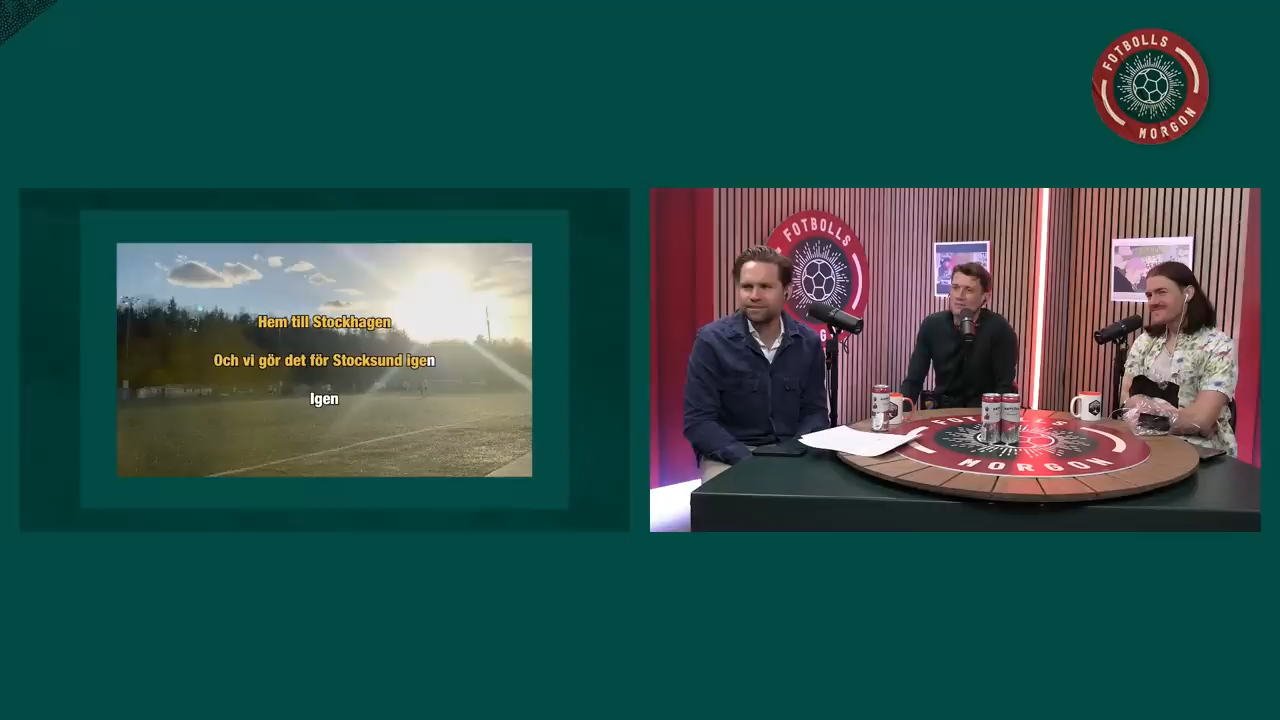 FOTBOLLS
MORGON
Hem till Stockhagen
Och vi gör det för Stocksund igen
Igen
FOTBOLLS
FOTBOLLS
MORGON